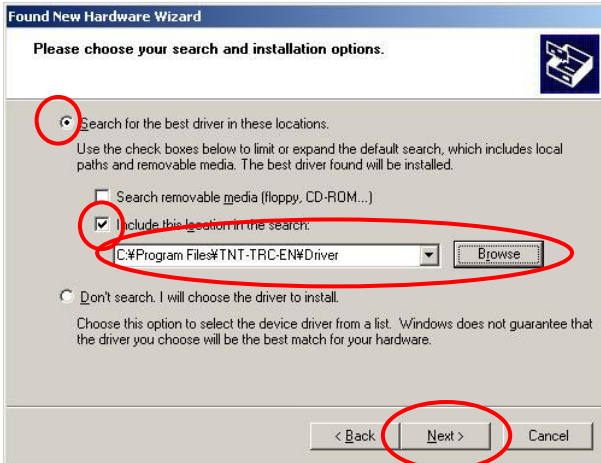 Found New Hardware Wizard
Please choose your search and installation options.
Search for the best driver in these locations.
Use the check boxes below to limit or expand the default search, which includes local
paths and removable media. The best driver found will be installed.
Search removable media (floppy, CD-ROM...)
Include this location in the search:
C:¥Program Files¥TNT-TRC-EN¥Driver
Browse
Don't search. I will choose the driver to install.
Choose this option to select the device driver from a list. Windows does not guarantee that
the driver you choose will be the best match for your hardware.
< Back Next > Cancel